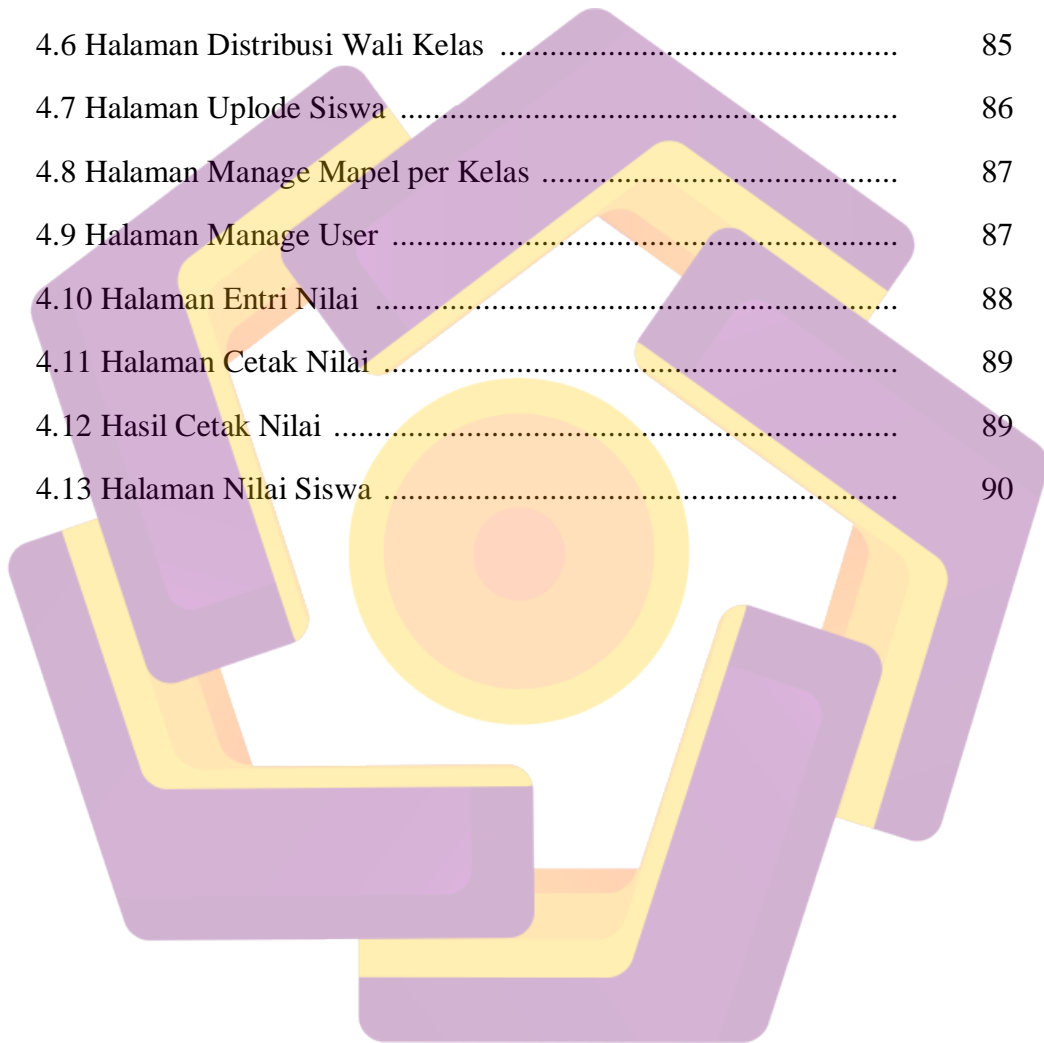 4.6 Halaman Distribusi Wali Kelas ................................................ 85
4.7 Halaman Uplode Siswa ............................................................ 86
4.8 Halaman Manage Mapel per Kelas ........................................... 87
4.9 Halaman Manage User ............................................................. 87
4.10 Halaman Entri Nilai ............................................................... 88
4.11 Halaman Cetak Nilai .............................................................. 89
4.12 Hasil Cetak Nilai .................................................................... 89
4.13 Halaman Nilai Siswa .............................................................. 90